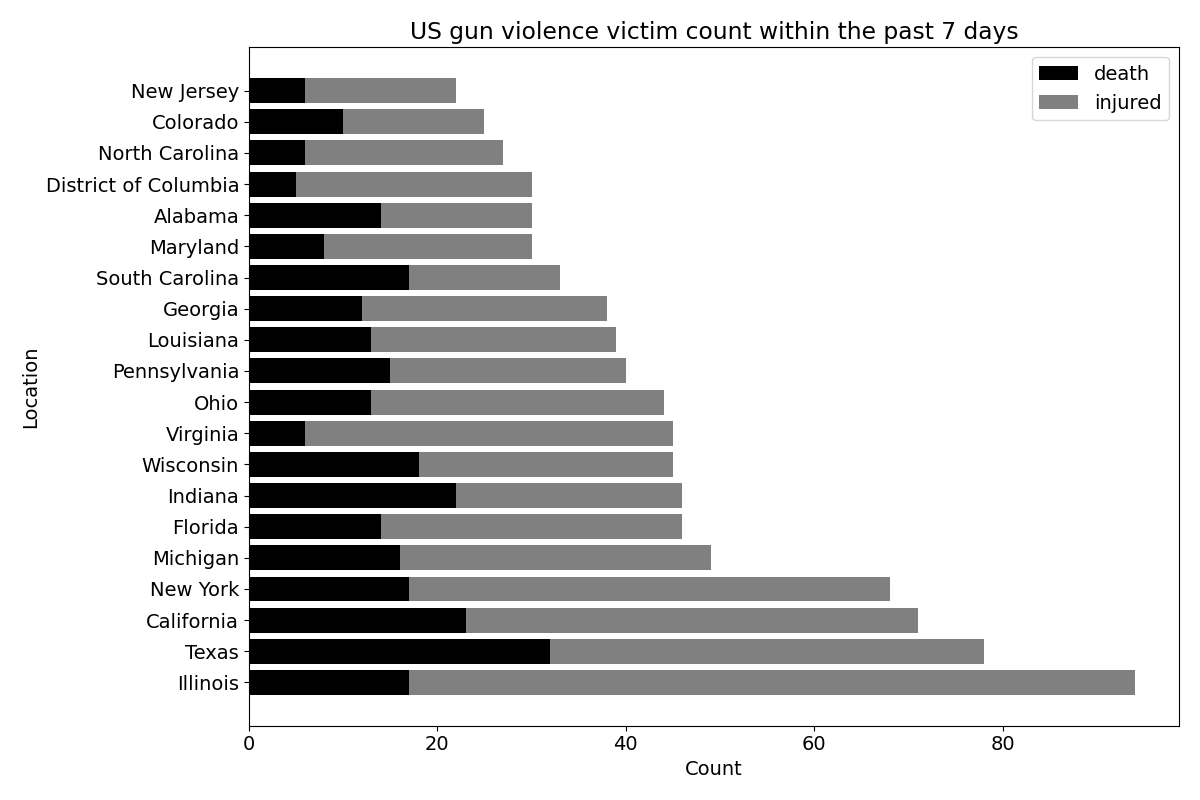 US gun violence victim count within the past 7 days
death
injured
New Jersey
Colorado
North Carolina
District of Columbia
Alabama
Maryland
South Carolina
Georgia
Louisiana
Pennsylvania
Ohio
Virginia
Wisconsin
Indiana
Florida
Michigan
New York
California
Texas
Illinois
Location
0 20 40 60 80
Count